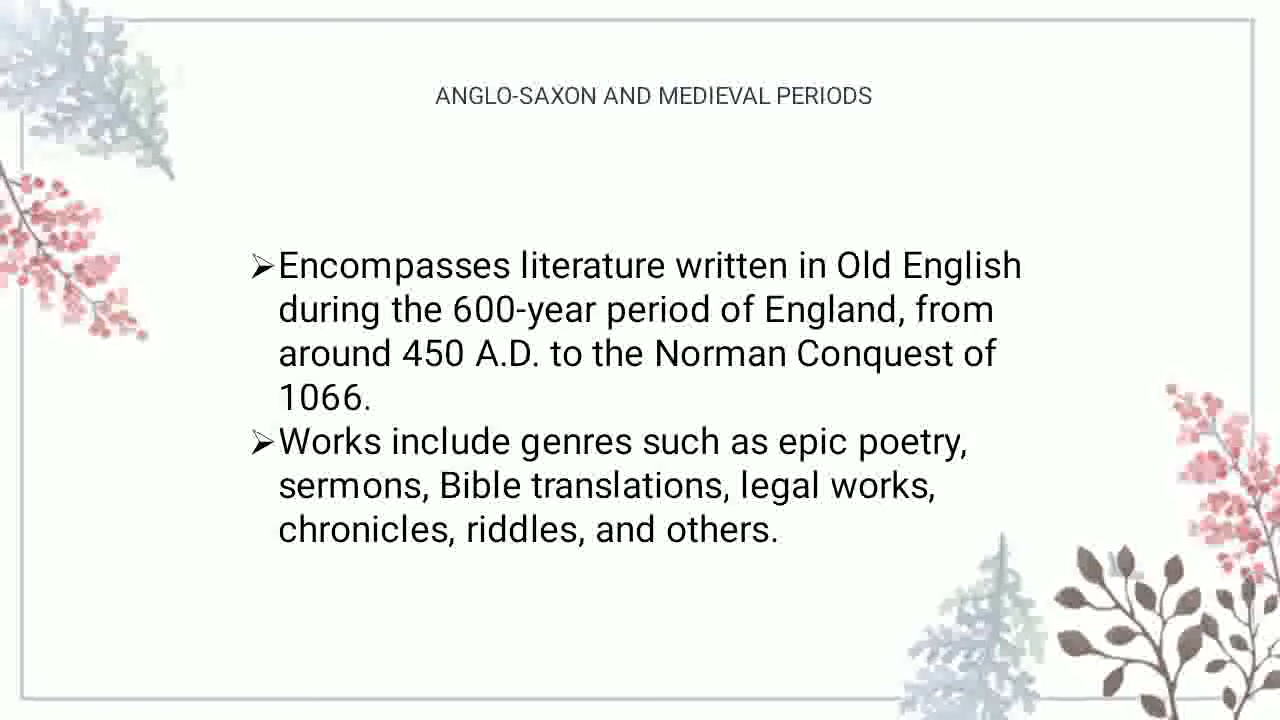 ANGLO-SAXON AND MEDIEVAL PERIODS
➢Encompasses literature written in Old English
during the 600-year period of England, from
around 450 A.D. to the Norman Conquest of
1066.
➢Works include genres such as epic poetry,
sermons, Bible translations, legal works,
chronicles, riddles, and others.